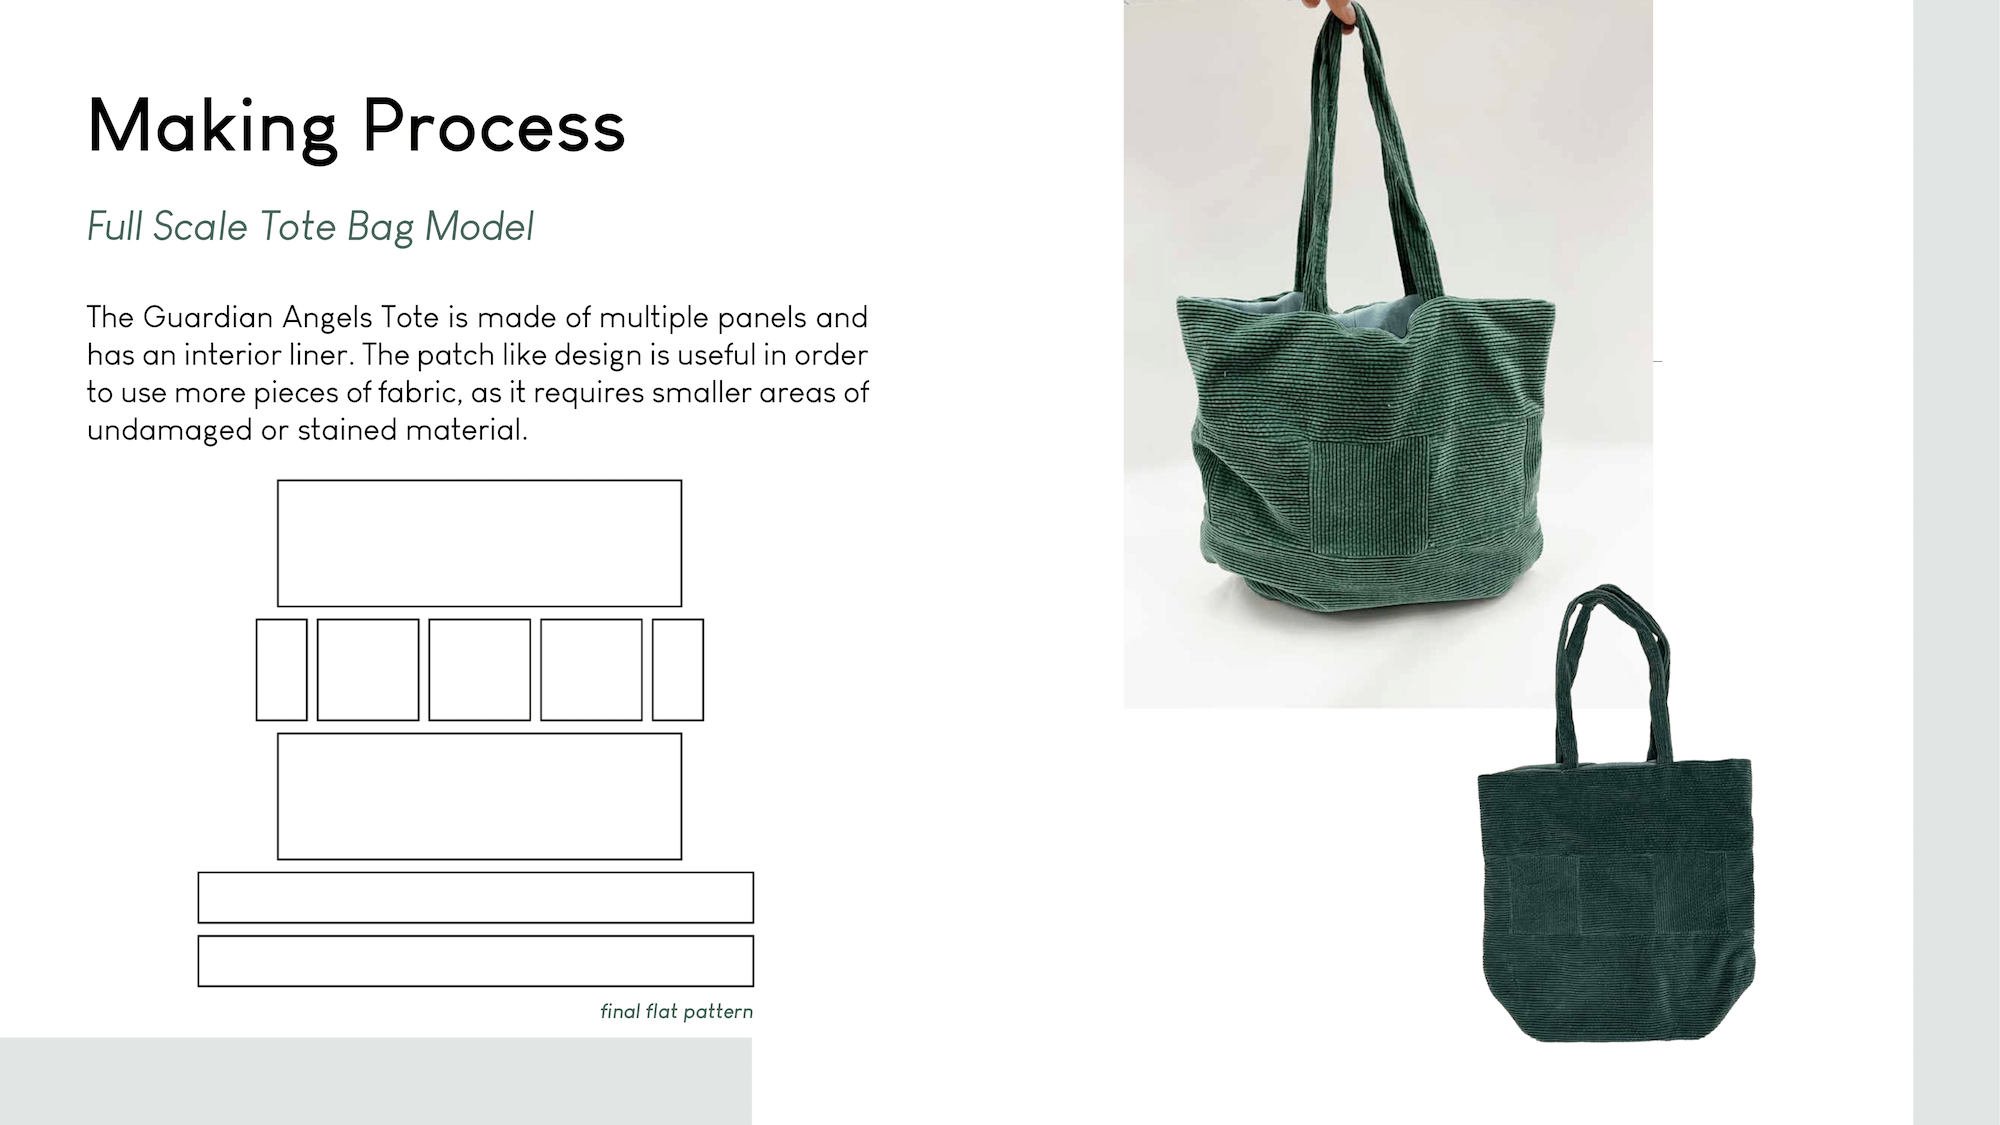 Making Process
Full Scale Tote Bag Model
The Guardian Angels Tote is made of multiple panels and
has an interior liner. The patch like design is useful in order
to use more pieces of fabric, as it requires smaller areas of
undamaged or stained material.
final flat pattern